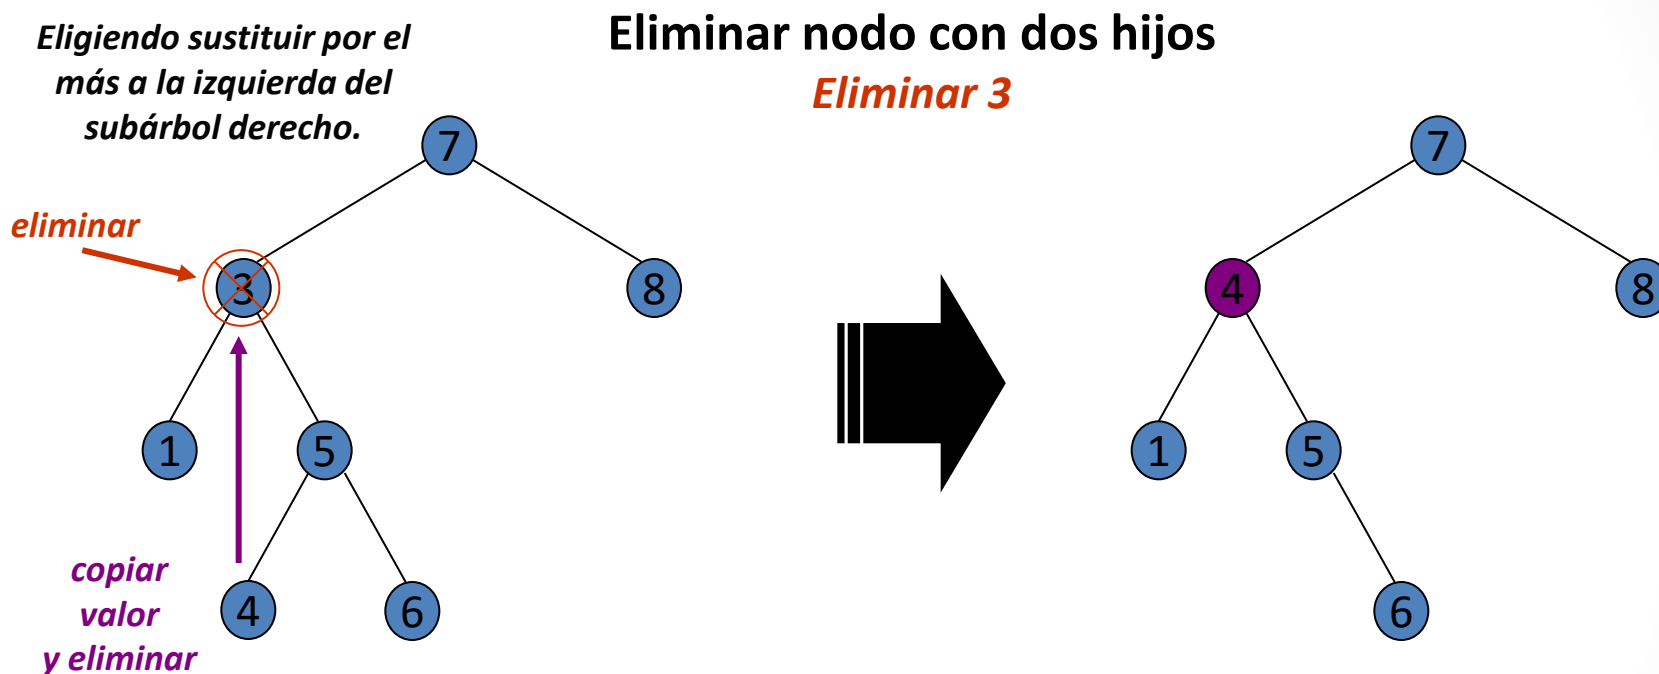 Eligiendo sustituir por el
más a la izquierda del
subárbol derecho.
Eliminar nodo con dos hijos
Eliminar 3
7
eliminar
3
8
1
5
copiar
valor
y eliminar
4
6
7
4
8
1
5
6